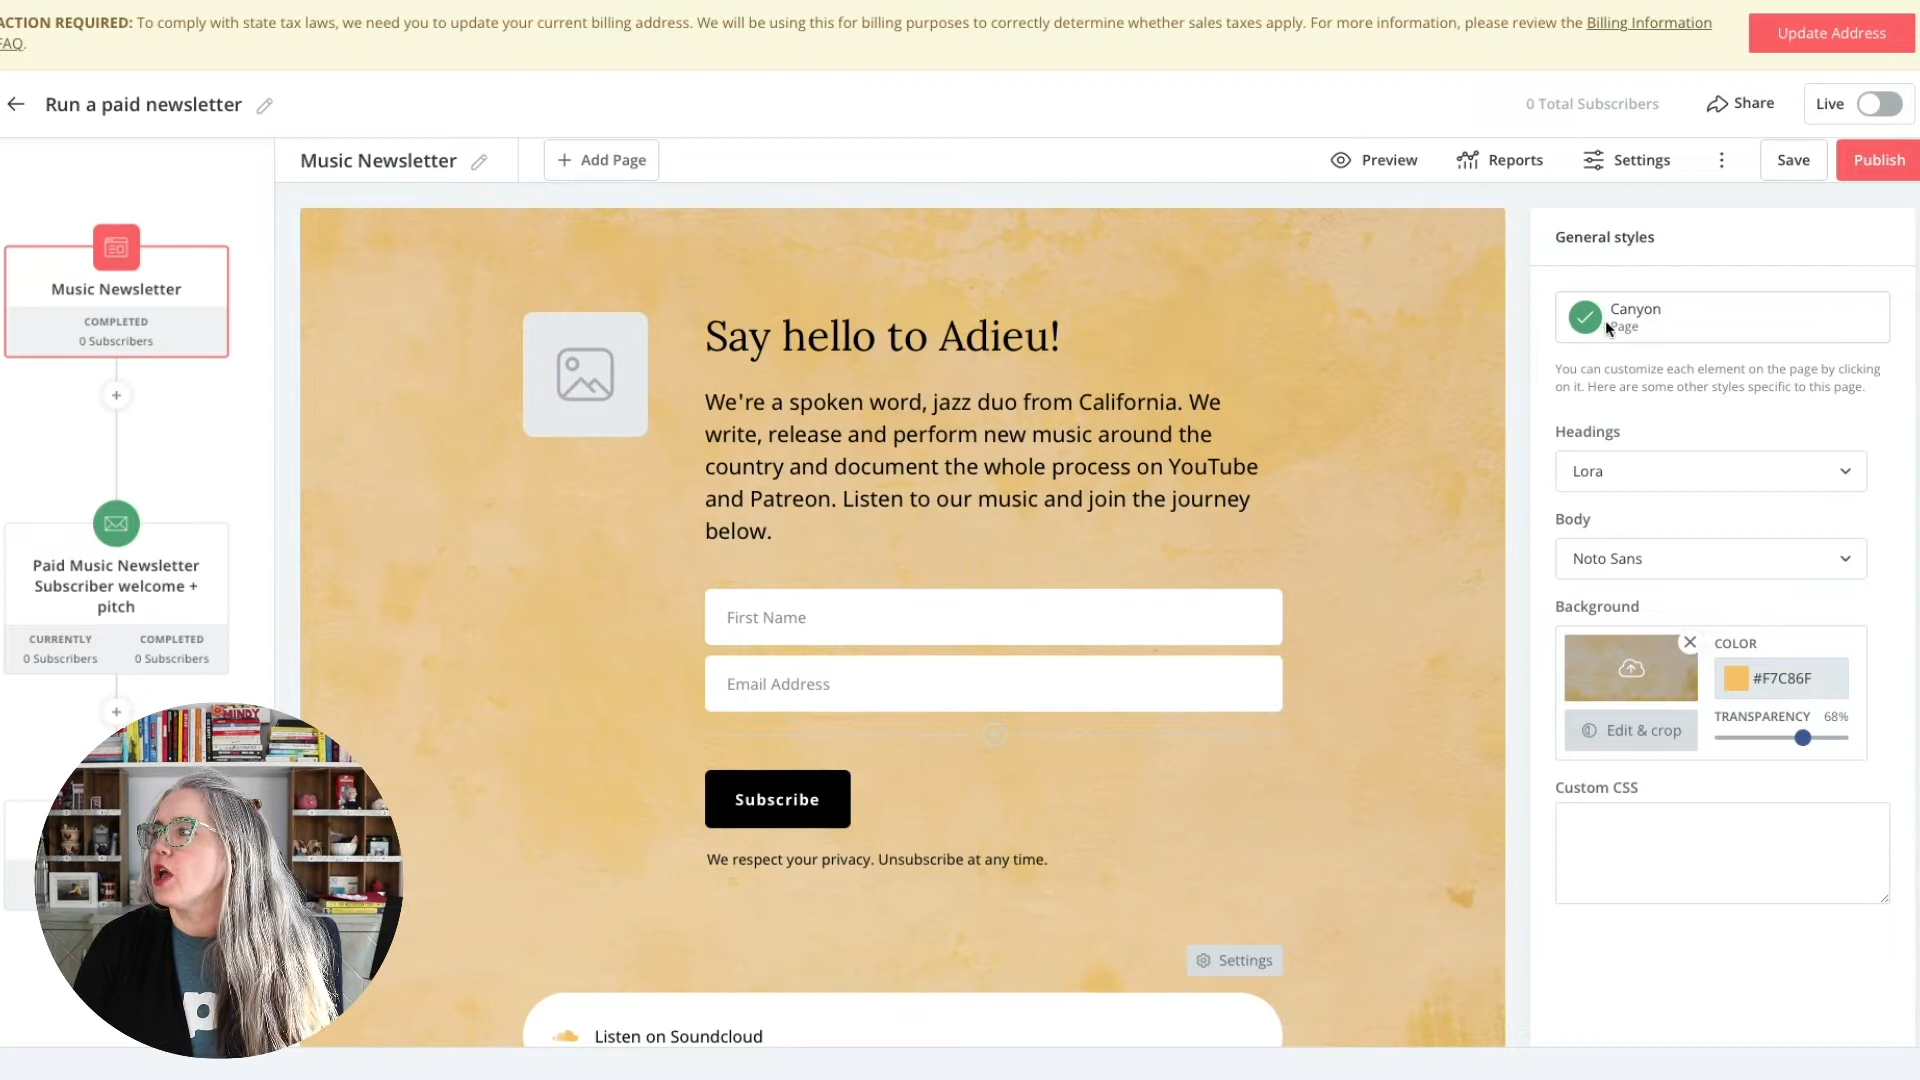 ACTION REQUIRED: To comply with state tax laws, we need you to update your current billing address. We will be using this for billing purposes to correctly determine whether sales taxes apply. For more information, please review the Billing Information
FAQ.
Update Address
Run a paid newsletter
0 Total Subscribers
Share
Live
Music Newsletter
+ Add Page
Preview
Reports
Settings
Save
Publish
Music Newsletter
COMPLETED
0 Subscribers
Paid Music Newsletter
Subscriber welcome +
pitch
CURRENTLY
0 Subscribers
COMPLETED
0 Subscribers
MINDY
Say hello to Adieu!
We're a spoken word, jazz duo from California. We
write, release and perform new music around the
country and document the whole process on YouTube
and Patreon. Listen to our music and join the journey
below.
First Name
Email Address
Subscribe
We respect your privacy. Unsubscribe at any time.
Settings
Listen on Soundcloud
General styles
Canyon
Page
You can customize each element on the page by clicking
on it. Here are some other styles specific to this page.
Headings
Lora
Body
Noto Sans
Background
COLOR
#F7C86F
Edit & crop
TRANSPARENCY 68%
Custom CSS